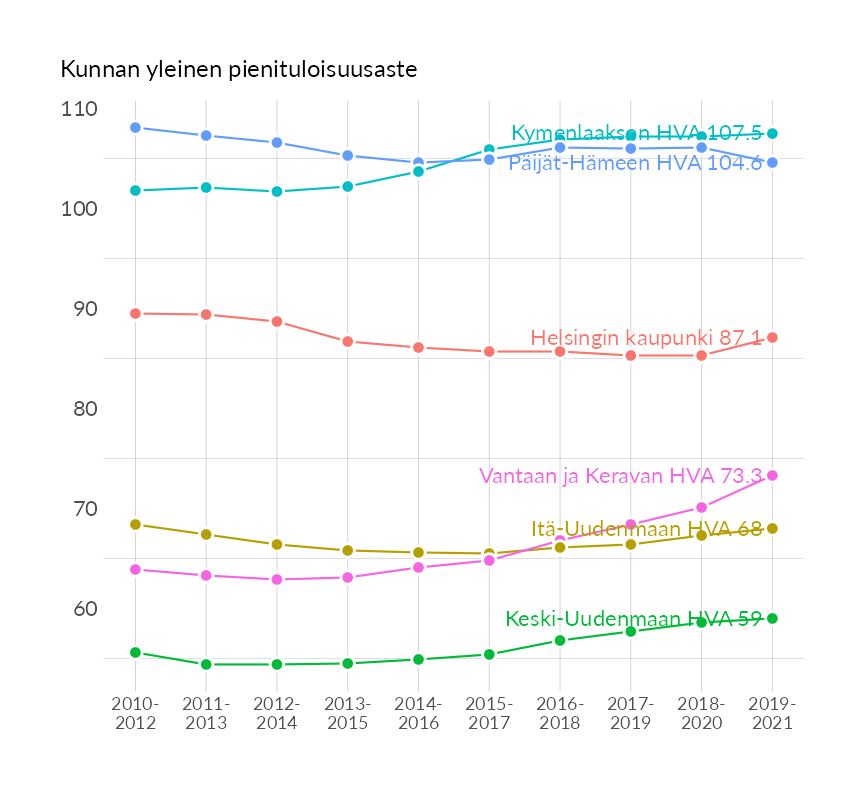 Kunnan yleinen pienituloisuusaste
110
Kymenlaakson HVA 107.5
Päijät-Hämeen HVA 104.6
100
90
Helsingin kaupunki 87.1
80
Vantaan ja Keravan HVA 73.3
70
Itä-Uudenmaan HVA 68
60
Keski-Uudenmaan HVA 59
2010- 2011- 2012- 2013- 2014- 2015- 2016- 2017- 2018- 2019-
2012 2013 2014 2015 2016 2017 2018 2019 2020 2021